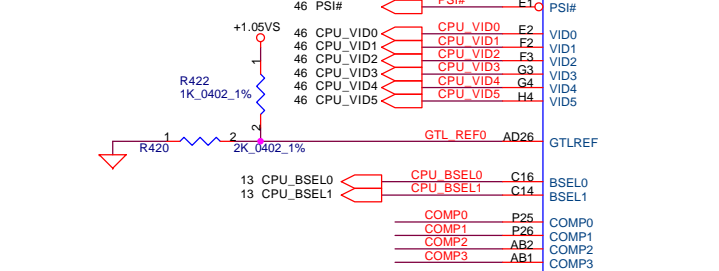 46 PSI# PSI# E1 PSI#
+1.05VS
46 CPU_VID0 CPU_VID0 E2 VID0
46 CPU_VID1 CPU_VID1 F2 VID1
46 CPU_VID2 CPU_VID2 F3 VID2
46 CPU_VID3 CPU_VID3 G3 VID3
46 CPU_VID4 CPU_VID4 G4 VID4
46 CPU_VID5 CPU_VID5 H4 VID5
1
R422
1K_0402_1%
2
1 2 GTL_REF0 AD26 GTLREF
R420 2K_0402_1%
13 CPU_BSEL0 CPU_BSEL0 C16 BSEL0
13 CPU_BSEL1 CPU_BSEL1 C14 BSEL1
COMP0 P25 COMP0
COMP1 P26 COMP1
COMP2 AB2 COMP2
COMP3 AB1 COMP3